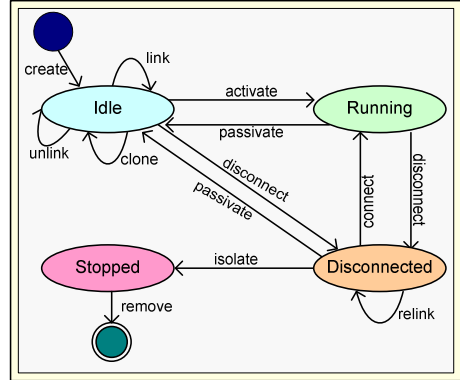 link
create
Idle
activate
Running
unlink
clone
passivate
disconnect
passivate
connect
disconnect
Stopped
isolate
Disconnected
remove
relink